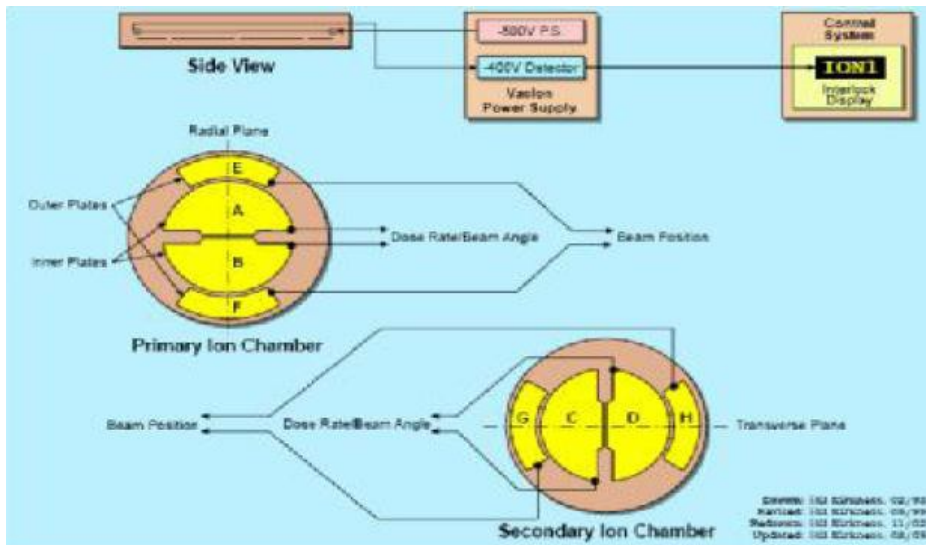 Side View
-500V P.S.
-400V Detector
Power Supply
Control
System
ION1
Interlock
Display
Radial Plane
E
Outer Plates
A
Dose Rate/Beam Angle
Beam Position
Inner Plates
B
F
Primary Ion Chamber
G
C
D
H
Beam Position
Dose Rate/Beam Angle
Transverse Plane
Secondary Ion Chamber